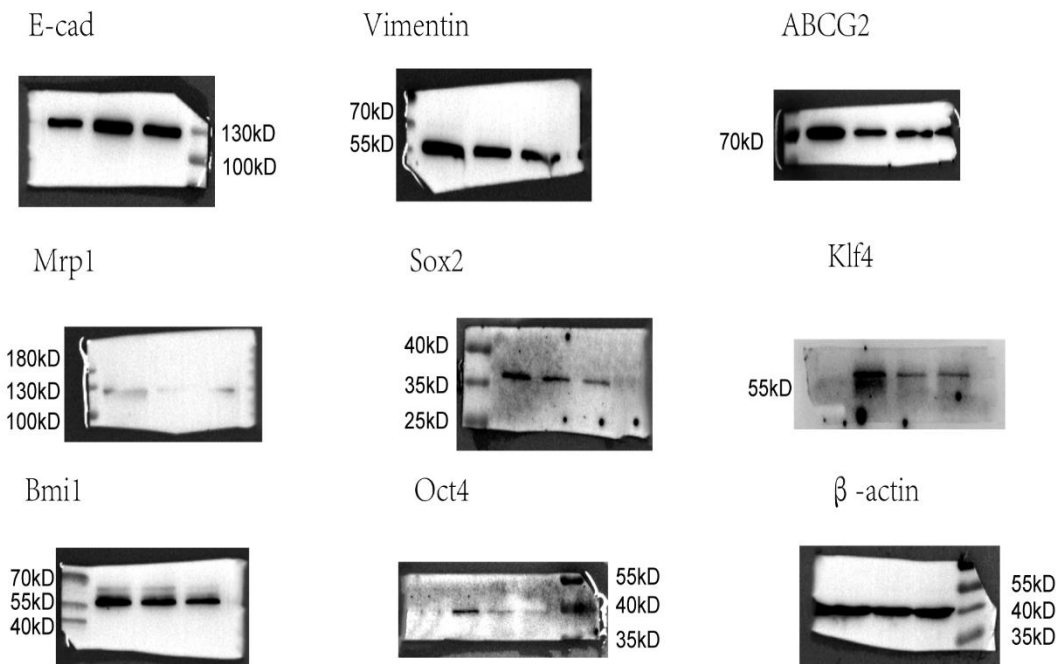 E-cad
Vimentin
ABCG2
130kD
100kD
70kD
55kD
70kD
Mrp1
Sox2
Klf4
180kD
130kD
100kD
40kD
35kD
25kD
55kD
Bmi1
Oct4
β-actin
70kD
55kD
40kD
55kD
40kD
35kD
55kD
40kD
35kD